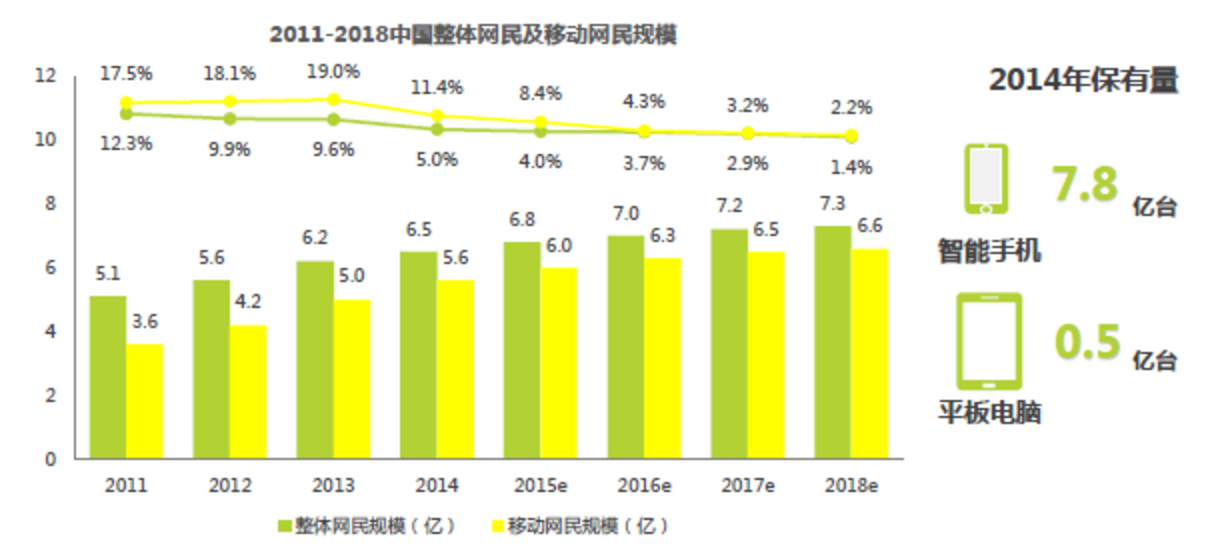 2011-2018中国整体网民及移动网民规模
12
10
8
6
4
2
0
17.5% 18.1% 19.0% 11.4% 8.4% 4.3% 3.2% 2.2%
12.3% 9.9% 9.6% 5.0% 4.0% 3.7% 2.9% 1.4%
5.1 5.6 6.2 6.5 6.8 7.0 7.2 7.3
3.6 4.2 5.0 5.6 6.0 6.3 6.5 6.6
2011 2012 2013 2014 2015e 2016e 2017e 2018e
整体网民规模（亿） 移动网民规模（亿）
2014年保有量
7.8 亿台
智能手机
0.5 亿台
平板电脑